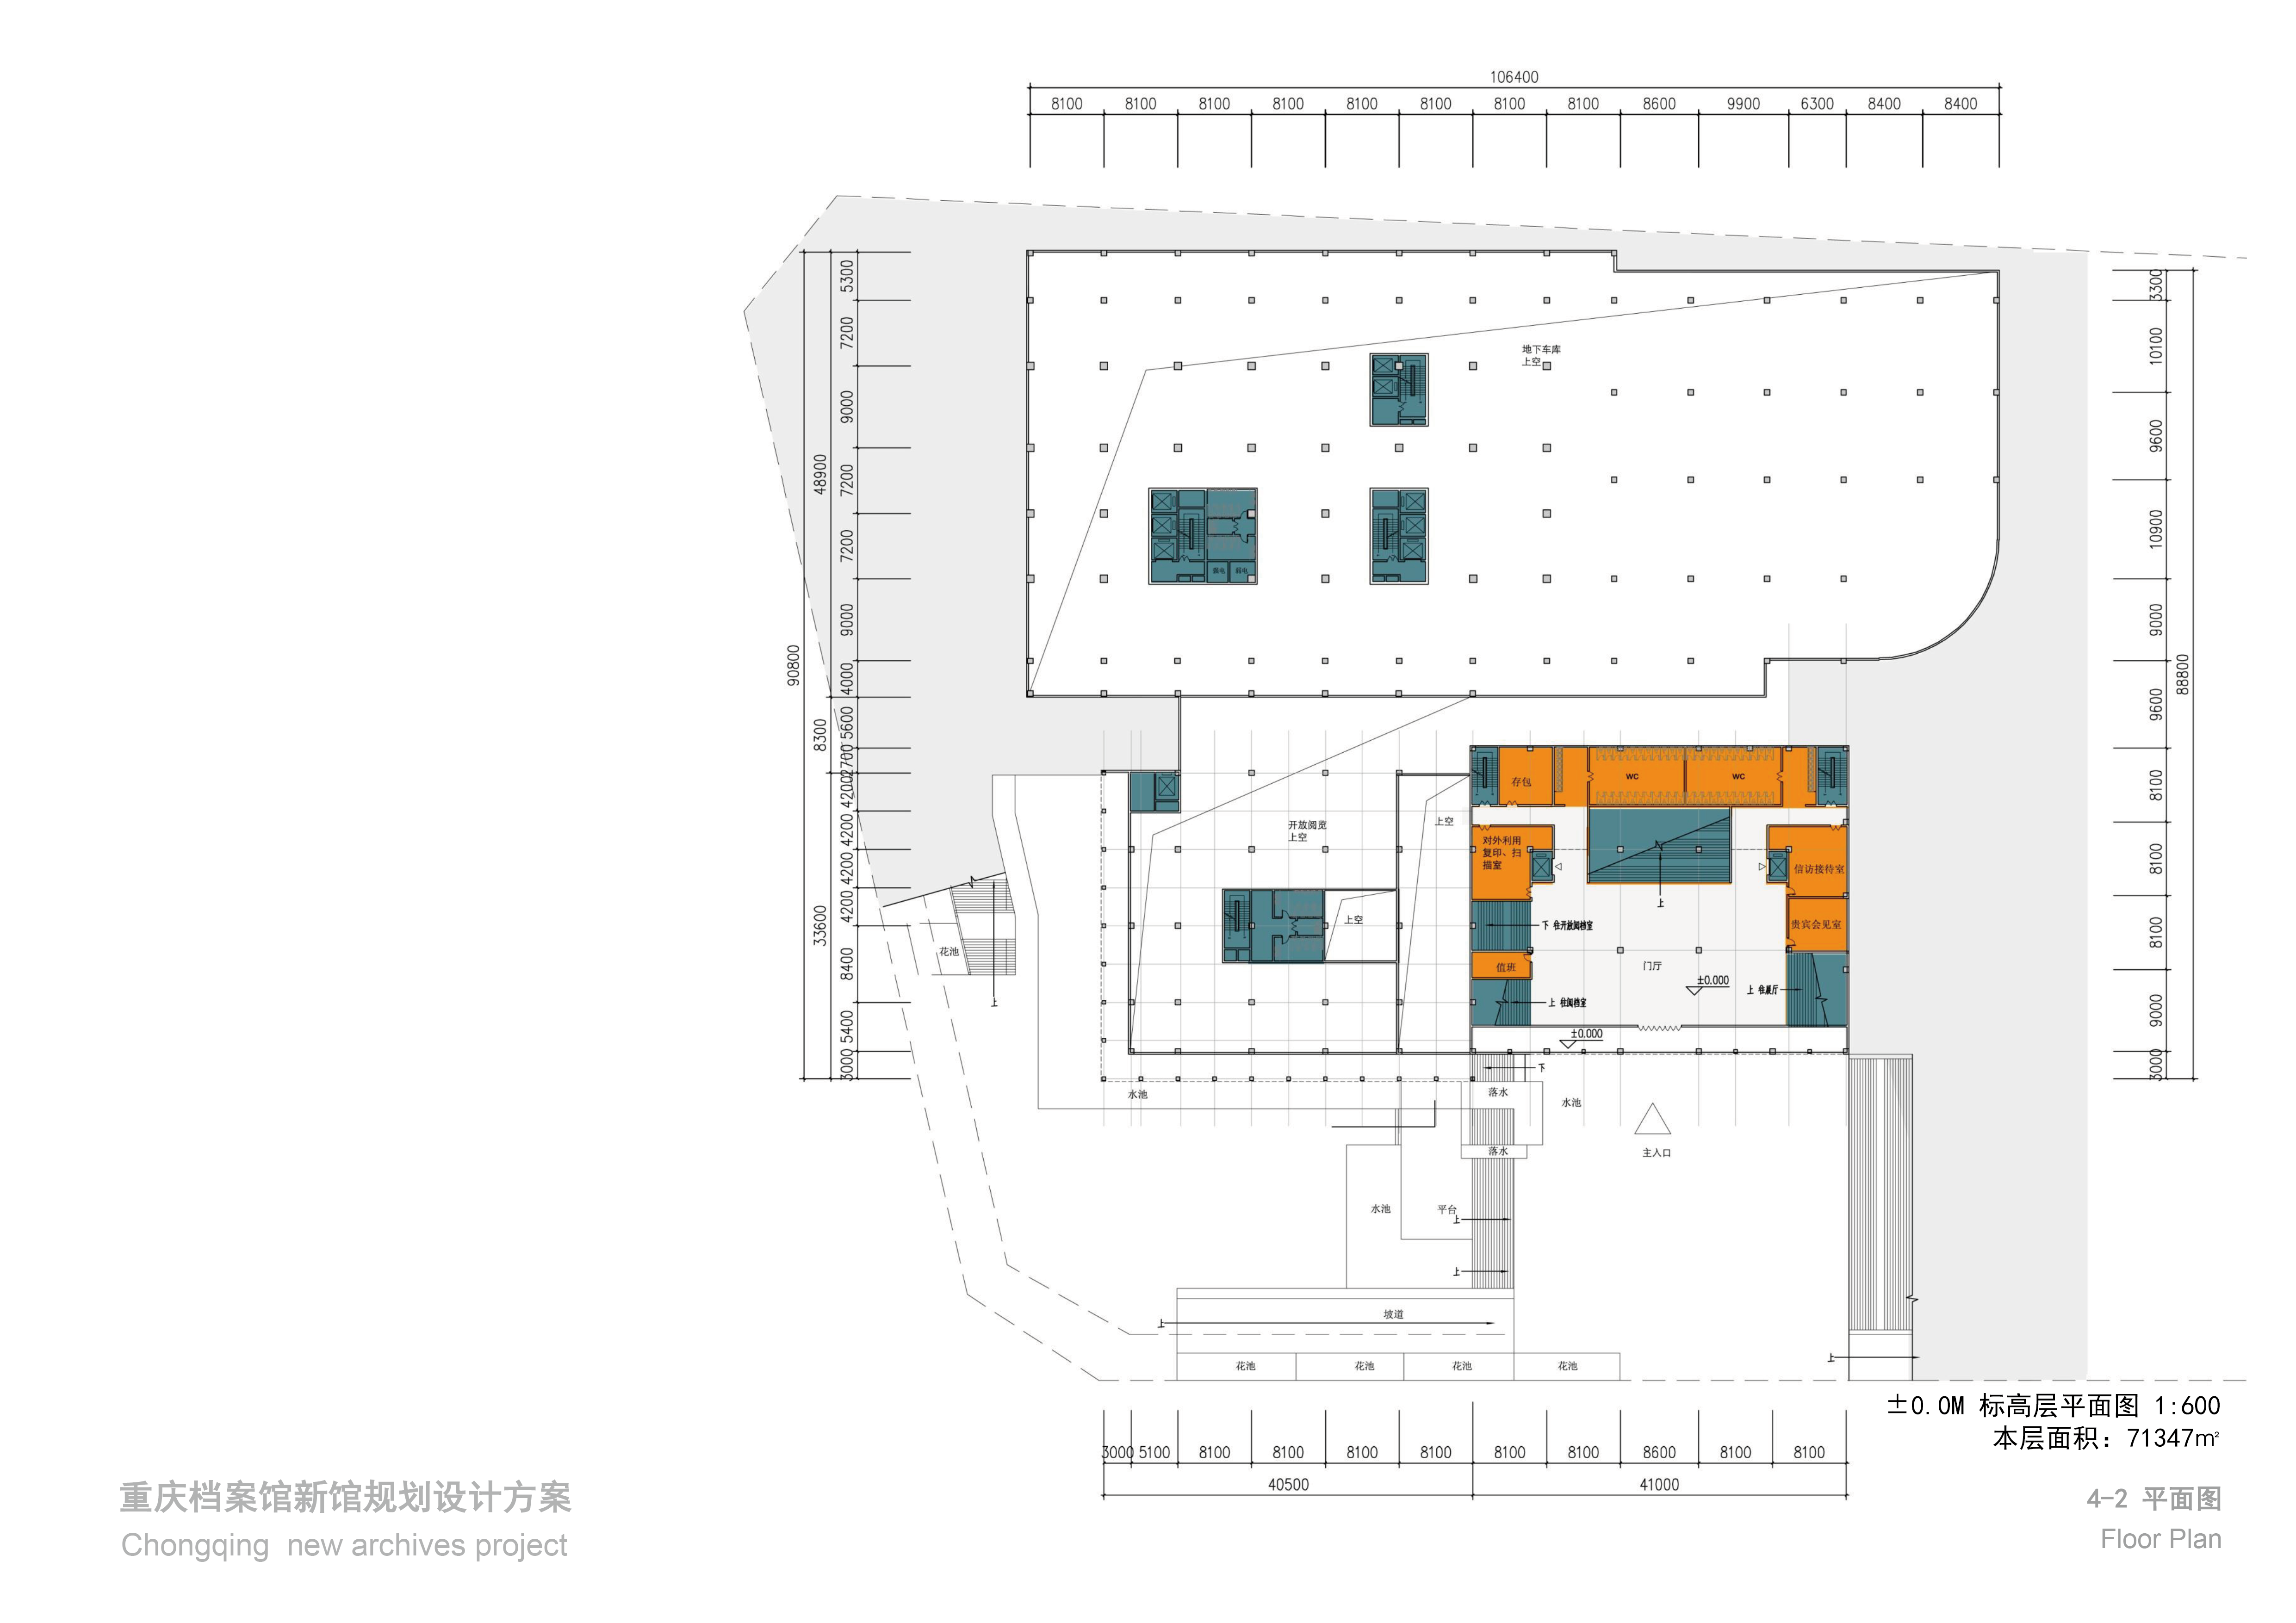 106400
8100 8100 8100 8100 8100 8100 8100 8100 8600 9900 6300 8400 8400
5300
7200
9000
7200
7200
9000
4000
5600
2700
4200
4200
4200
4200
8400
5400
3000
48900
8300
33600
90800
3300
10100
9600
10900
9000
9600
8100
8100
8100
9000
3000
88800
地下车库
上空
强电 弱电
开放阅览
上空
上空
上空
存包
WC
WC
对外利用
复印、扫
描室
信访接待室
贵宾会见室
上
下 往开放阅档室
值班
门厅
±0.000
上 往展厅
上 往阅档室
±0.000
花池
上
下
水池
落水
水池
落水
主入口
水池
平台
上
上
坡道
上
花池 花池 花池 花池
上
±0.0M 标高层平面图 1:600
本层面积：71347㎡
3000 5100 8100 8100 8100 8100 8100 8100 8600 8100 8100
40500 41000
重庆档案馆新馆规划设计方案
Chongqing new archives project
4-2 平面图
Floor Plan